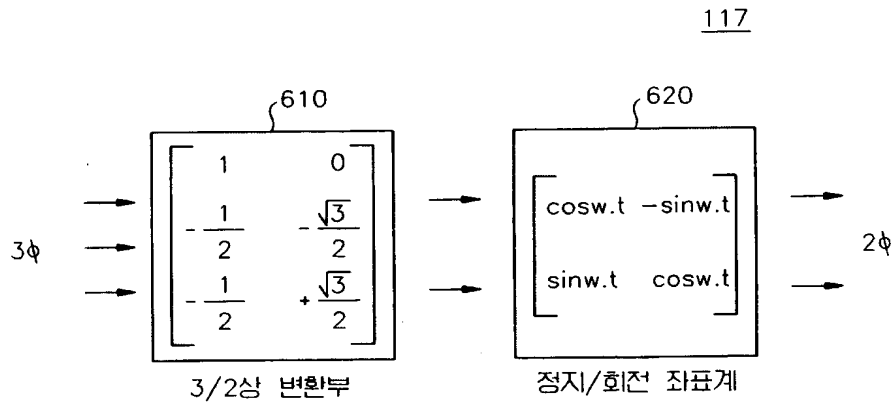 117
610
620
1 0
-1/2 -√3/2
-1/2 +√3/2
cosw.t -sinw.t
sinw.t cosw.t
3ϕ
2ϕ
3/2상 변환부
정지/회전 좌표계